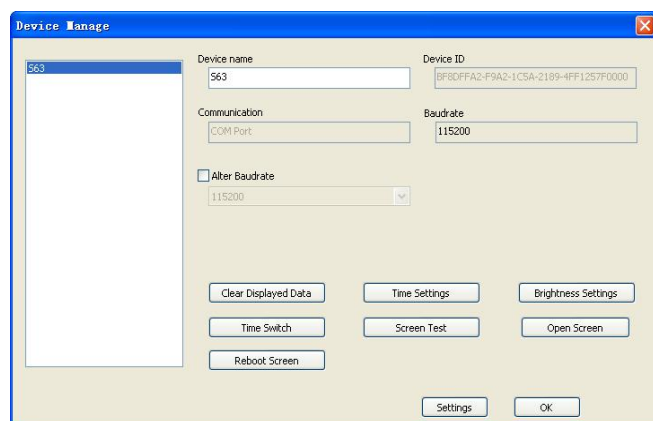 Device Manage
S63
Device name
Device ID
S63
BF8DFFA2-F9A2-1C5A-2189-4FF1257F0000
Communication
Baudrate
COM Port
115200
Alter Baudrate
115200
Clear Displayed Data
Time Settings
Brightness Settings
Time Switch
Screen Test
Open Screen
Reboot Screen
Settings
OK